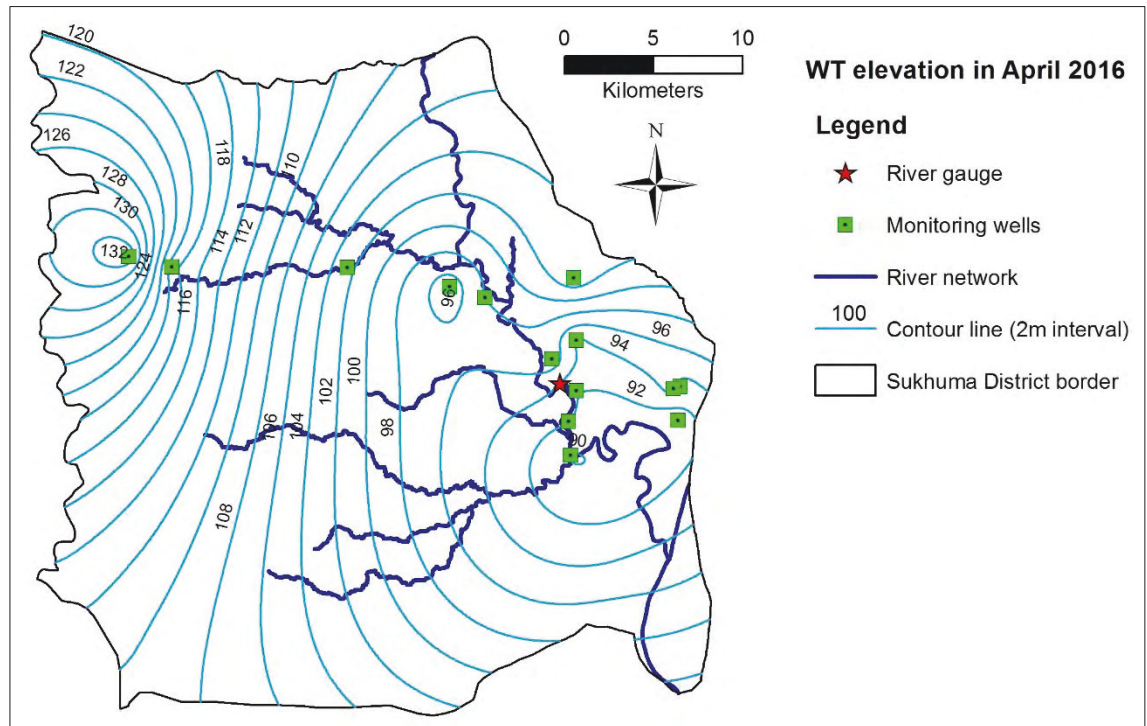 120
122
126
128
130
132
124
118
110
114
112
116
0 5 10
Kilometers
N
96
100
102
104
106
98
108
96
94
92
90
WT elevation in April 2016
Legend
River gauge
Monitoring wells
River network
100 Contour line (2m interval)
Sukhuma District border